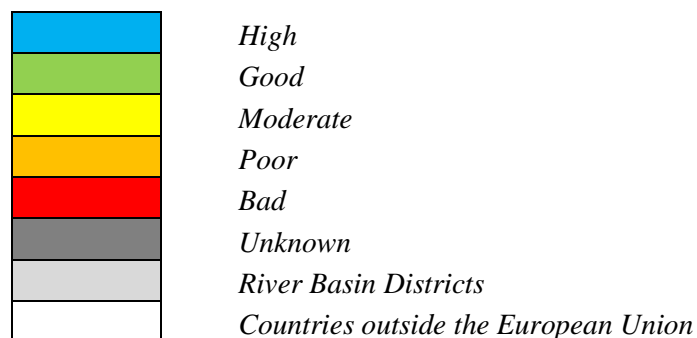 High
Good
Moderate
Poor
Bad
Unknown
River Basin Districts
Countries outside the European Union